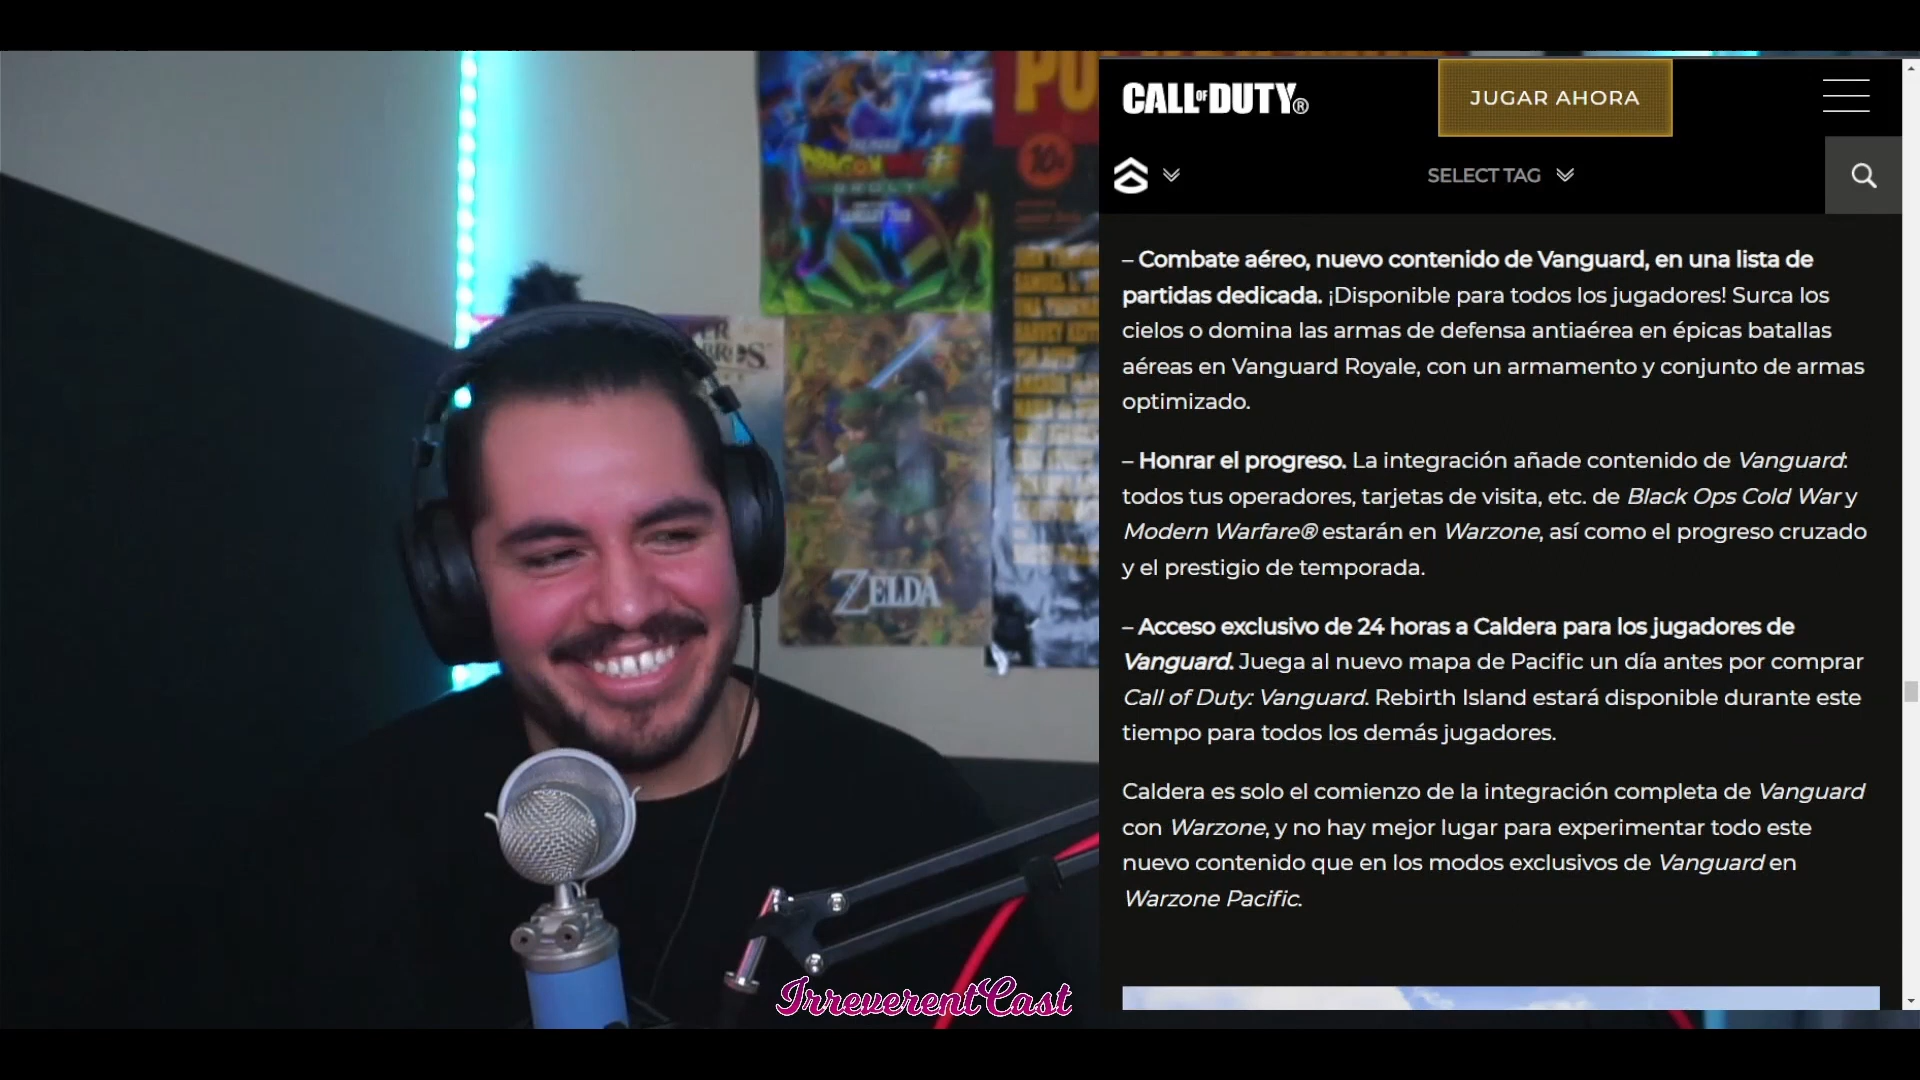 CALL OF DUTY®
JUGAR AHORA
SELECT TAG
– Combate aéreo, nuevo contenido de Vanguard, en una lista de
partidas dedicada. ¡Disponible para todos los jugadores! Surca los
cielos o domina las armas de defensa antiaérea en épicas batallas
aéreas en Vanguard Royale, con un armamento y conjunto de armas
optimizado.
– Honrar el progreso. La integración añade contenido de Vanguard:
todos tus operadores, tarjetas de visita, etc. de Black Ops Cold War y
Modern Warfare® estarán en Warzone, así como el progreso cruzado
y el prestigio de temporada.
– Acceso exclusivo de 24 horas a Caldera para los jugadores de
Vanguard. Juega al nuevo mapa de Pacific un día antes por comprar
Call of Duty: Vanguard. Rebirth Island estará disponible durante este
tiempo para todos los demás jugadores.
Caldera es solo el comienzo de la integración completa de Vanguard
con Warzone, y no hay mejor lugar para experimentar todo este
nuevo contenido que en los modos exclusivos de Vanguard en
Warzone Pacific.
DRAGON BALL
BROLY
JANUARY 2019
PU
10¢
ZELDA
IrreverentCast